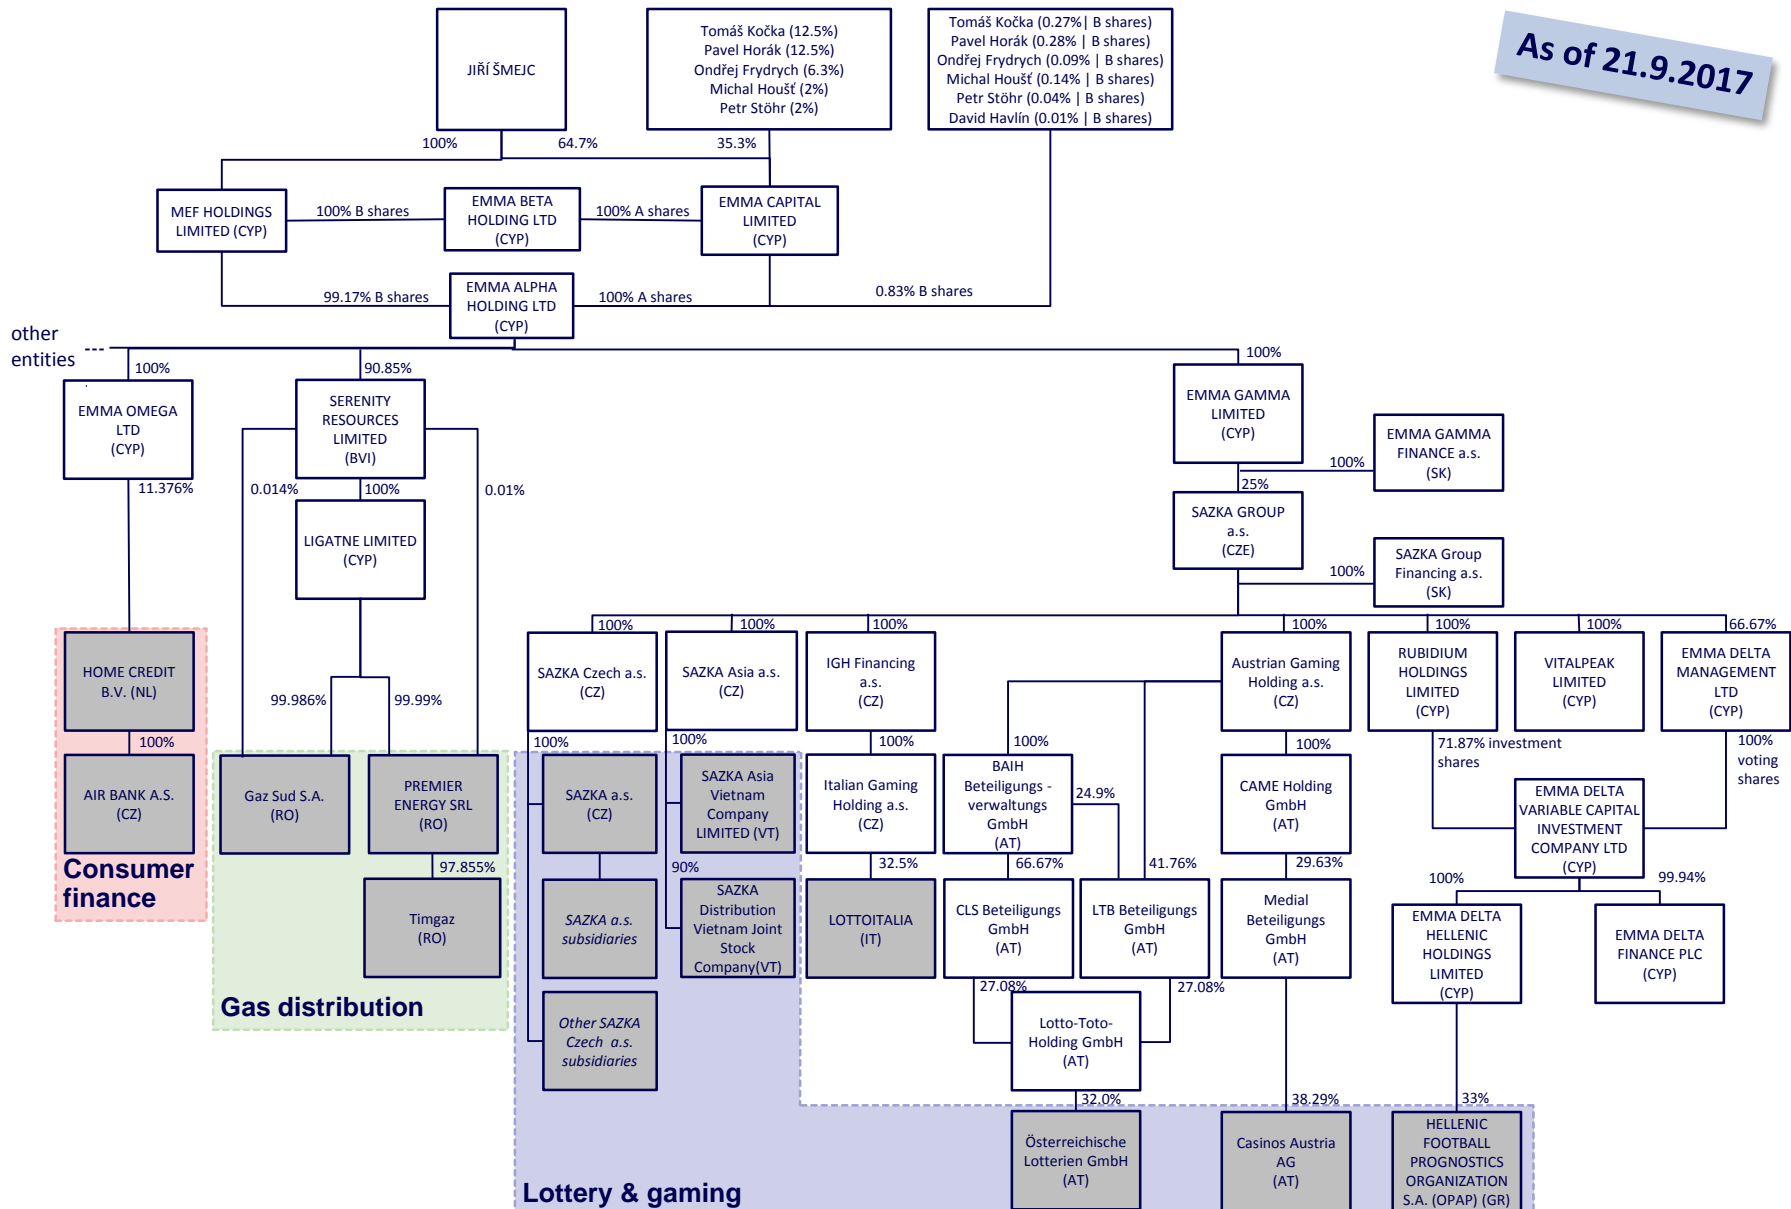 As of 21.9.2017
JIŘÍ ŠMEJC
Tomáš Kočka (12.5%)
Pavel Horák (12.5%)
Ondřej Frydrych (6.3%)
Michal Houšť (2%)
Petr Stöhr (2%)
Tomáš Kočka (0.27%| B shares)
Pavel Horák (0.28% | B shares)
Ondřej Frydrych (0.09% | B shares)
Michal Houšť (0.14% | B shares)
Petr Stöhr (0.04% | B shares)
David Havlín (0.01% | B shares)
100%
64.7%
35.3%
MEF HOLDINGS
LIMITED (CYP)
100% B shares
EMMA BETA
HOLDING LTD
(CYP)
100% A shares
EMMA CAPITAL
LIMITED
(CYP)
99.17% B shares
EMMA ALPHA
HOLDING LTD
(CYP)
100% A shares
0.83% B shares
other
entities
100%
90.85%
100%
EMMA OMEGA
LTD
(CYP)
SERENITY
RESOURCES
LIMITED
(BVI)
EMMA GAMMA
LIMITED
(CYP)
EMMA GAMMA
FINANCE a.s.
(SK)
100%
11.376%
0.014%
100%
0.01%
25%
LIGATNE LIMITED
(CYP)
SAZKA GROUP
a.s.
(CZE)
SAZKA Group
Financing a.s.
(SK)
100%
100%
100%
100%
100%
100%
100%
66.67%
HOME CREDIT
B.V. (NL)
SAZKA Czech a.s.
(CZ)
SAZKA Asia a.s.
(CZ)
IGH Financing
a.s.
(CZ)
Austrian Gaming
Holding a.s.
(CZ)
RUBIDIUM
HOLDINGS
LIMITED
(CYP)
VITALPEAK
LIMITED
(CYP)
EMMA DELTA
MANAGEMENT
LTD
(CYP)
99.986%
99.99%
100%
100%
100%
100%
100%
100%
71.87% investment
shares
100%
voting
shares
AIR BANK A.S.
(CZ)
Gaz Sud S.A.
(RO)
PREMIER
ENERGY SRL
(RO)
SAZKA a.s.
(CZ)
SAZKA Asia
Vietnam
Company
LIMITED (VT)
Italian Gaming
Holding a.s.
(CZ)
BAIH
Beteiligungs -
verwaltungs
GmbH
(AT)
24.9%
CAME Holding
GmbH
(AT)
EMMA DELTA
VARIABLE CAPITAL
INVESTMENT
COMPANY LTD
(CYP)
Consumer
finance
97.855%
90%
32.5%
66.67%
41.76%
29.63%
100%
99.94%
Timgaz
(RO)
SAZKA a.s.
subsidiaries
SAZKA
Distribution
Vietnam Joint
Stock
Company(VT)
LOTTOITALIA
(IT)
CLS Beteiligungs
GmbH
(AT)
LTB Beteiligungs
GmbH
(AT)
Medial
Beteiligungs
GmbH
(AT)
EMMA DELTA
HELLENIC
HOLDINGS
LIMITED
(CYP)
EMMA DELTA
FINANCE PLC
(CYP)
Gas distribution
27.08%
27.08%
Other SAZKA
Czech a.s.
subsidiaries
Lotto-Toto-
Holding GmbH
(AT)
32.0%
38.29%
33%
Österreichische
Lotterien GmbH
(AT)
Casinos Austria
AG
(AT)
HELLENIC
FOOTBALL
PROGNOSTICS
ORGANIZATION
S.A. (OPAP) (GR)
Lottery & gaming